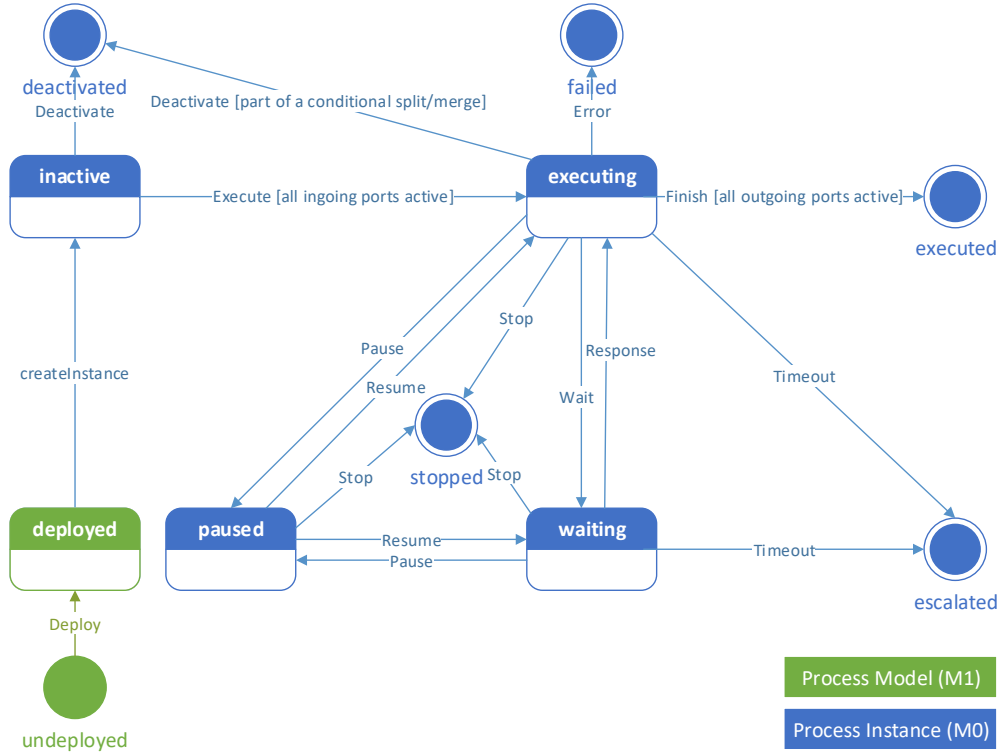 deactivated
failed
Deactivate
Deactivate [part of a conditional split/merge]
Error
inactive
executing
Execute [all ingoing ports active]
Finish [all outgoing ports active]
executed
Stop
Pause
Response
createInstance
Resume
Timeout
Wait
Stop
stopped
Stop
deployed
paused
waiting
Resume
Pause
Timeout
escalated
Deploy
undeployed
Process Model (M1)
Process Instance (M0)